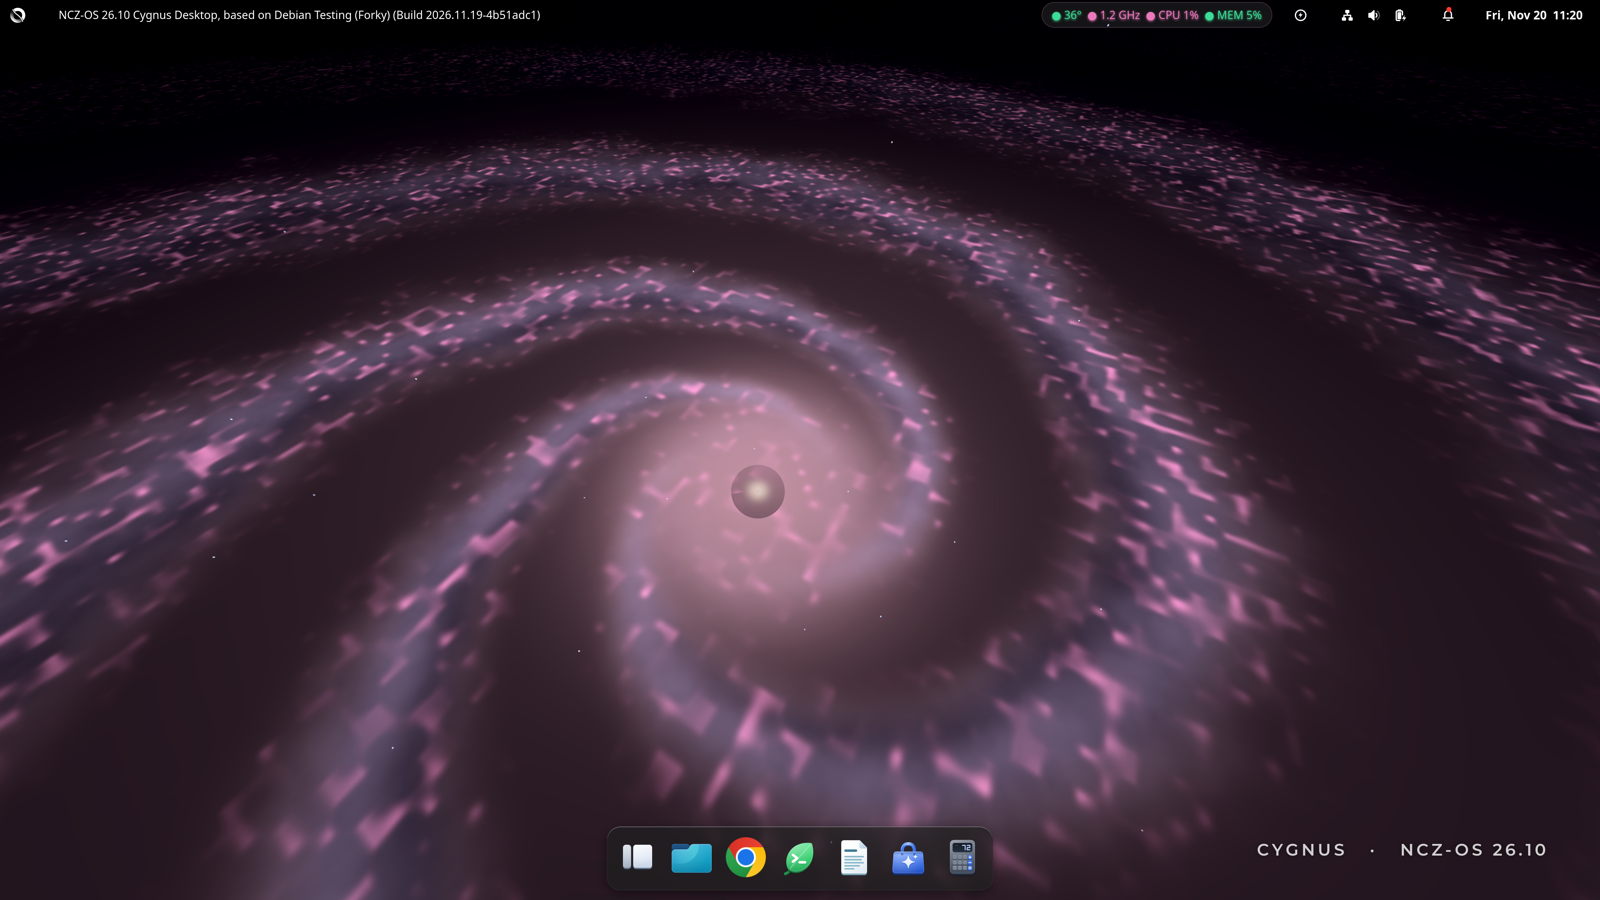 NCZ-OS 26.10 Cygnus Desktop, based on Debian Testing (Forky) (Build 2026.11.19-4b51adc1)
36° 1.2 GHz CPU 1% MEM 5%
Fri, Nov 20 11:20
72
CYGNUS · NCZ-OS 26.10